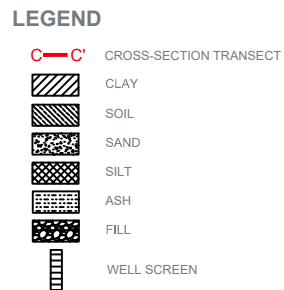 LEGEND
C C' CROSS-SECTION TRANSECT
CLAY
SOIL
SAND
SILT
ASH
FILL
WELL SCREEN